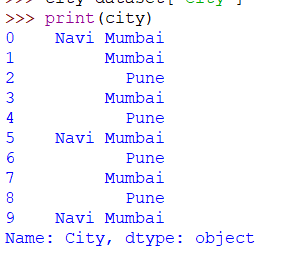 >>> city=dataset["City"]
>>> print(city)
0    Navi Mumbai
1         Mumbai
2           Pune
3         Mumbai
4           Pune
5    Navi Mumbai
6           Pune
7         Mumbai
8           Pune
9    Navi Mumbai
Name: City, dtype: object